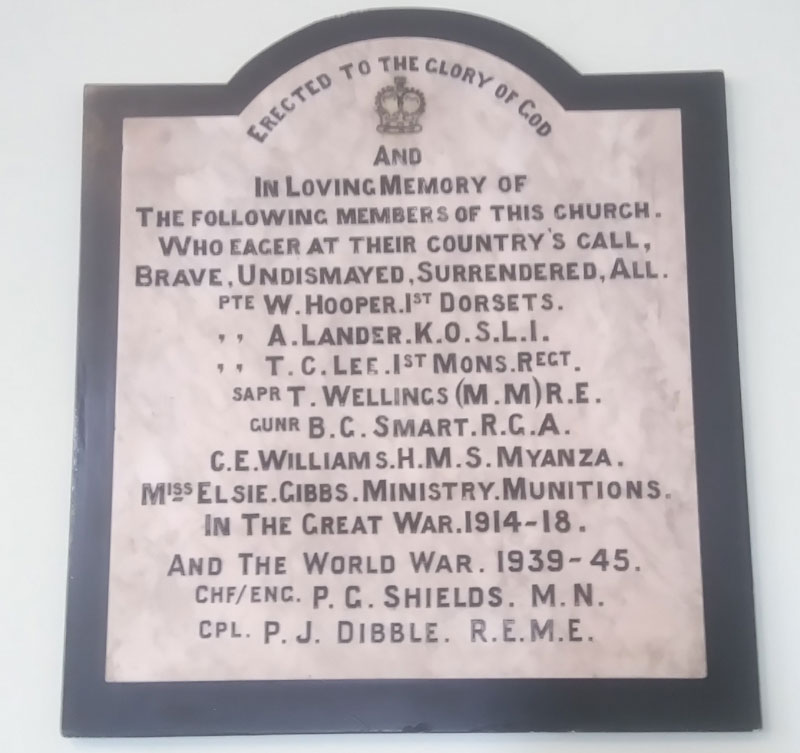 ERECTED TO THE GLORY OF GOD
AND
IN LOVING MEMORY OF
THE FOLLOWING MEMBERS OF THIS CHURCH.
WHO EAGER AT THEIR COUNTRY'S CALL,
BRAVE, UNDISMAYED, SURRENDERED, ALL.
PTE W. HOOPER. 1ST DORSETS.
,, A. LANDER. K.O.S.L.I.
,, T. C. LEE. 1ST MONS. REGT.
SAPR T. WELLINGS (M.M) R.E.
GUNR B. C. SMART. R.G.A.
G. E. WILLIAMS. H.M.S. MYANZA.
MISS ELSIE. GIBBS. MINISTRY. MUNITIONS.
IN THE GREAT WAR. 1914-18.
AND THE WORLD WAR. 1939-45.
CHF/ENG. P. G. SHIELDS. M.N.
CPL. P. J. DIBBLE. R.E.M.E.